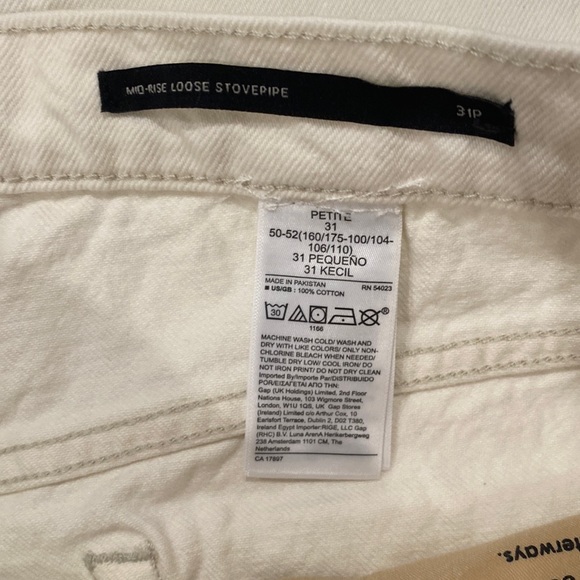 MID-RISE LOOSE STOVEPIPE 31P
PETITE
31
50-52(160/175-100/104-
106/110)
31 PEQUEÑO
31 KECIL
MADE IN PAKISTAN RN 54023
US/GB : 100% COTTON
30
®
1166
MACHINE WASH COLD/ WASH AND
DRY WITH LIKE COLORS/ ONLY NON-
CHLORINE BLEACH WHEN NEEDED/
TUMBLE DRY LOW/ COOL IRON/ DO
NOT IRON PRINT/ DO NOT DRY CLEAN
Imported By/Importe Par/DISTRIBUIDO
POR/ΕΙΣΑΓΕΤΑΙ ΑΠΟ ΤΗΝ:
Gap (UK Holdings) Limited, 2nd Floor
Nations House, 103 Wigmore Street,
London, W1U 1QS, UK Gap Stores
(Ireland) Limited c/o Arthur Cox, 10
Earlsfort Terrace, Dublin 2, D02 T380,
Ireland Egypt Importer:RIGE, LLC Gap
(RHC) B.V. Luna ArenA Herikerbergweg
238 Amsterdam 1101 CM, The
Netherlands
CA 17897
terways.